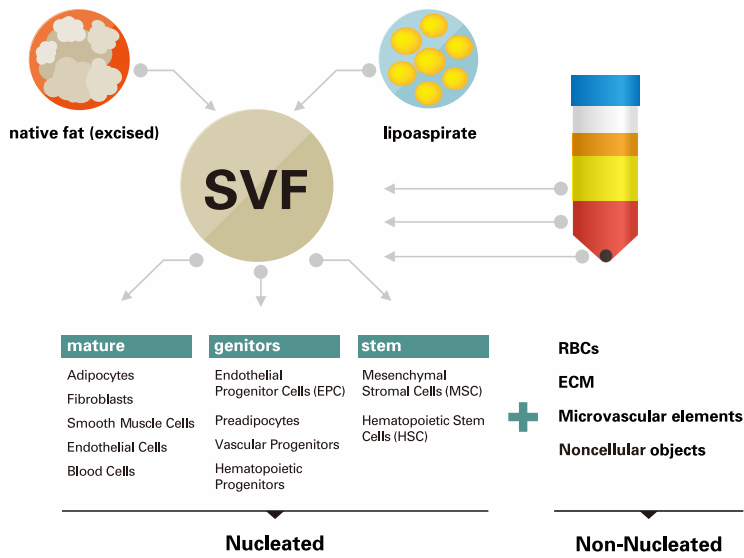 native fat (excised)
lipoaspirate
SVF
mature
Adipocytes
Fibroblasts
Smooth Muscle Cells
Endothelial Cells
Blood Cells
genitors
Endothelial
Progenitor Cells (EPC)
Preadipocytes
Vascular Progenitors
Hematopoietic
Progenitors
stem
Mesenchymal
Stromal Cells (MSC)
Hematopoietic Stem
Cells (HSC)
+
RBCs
ECM
Microvascular elements
Noncellular objects
Nucleated
Non-Nucleated